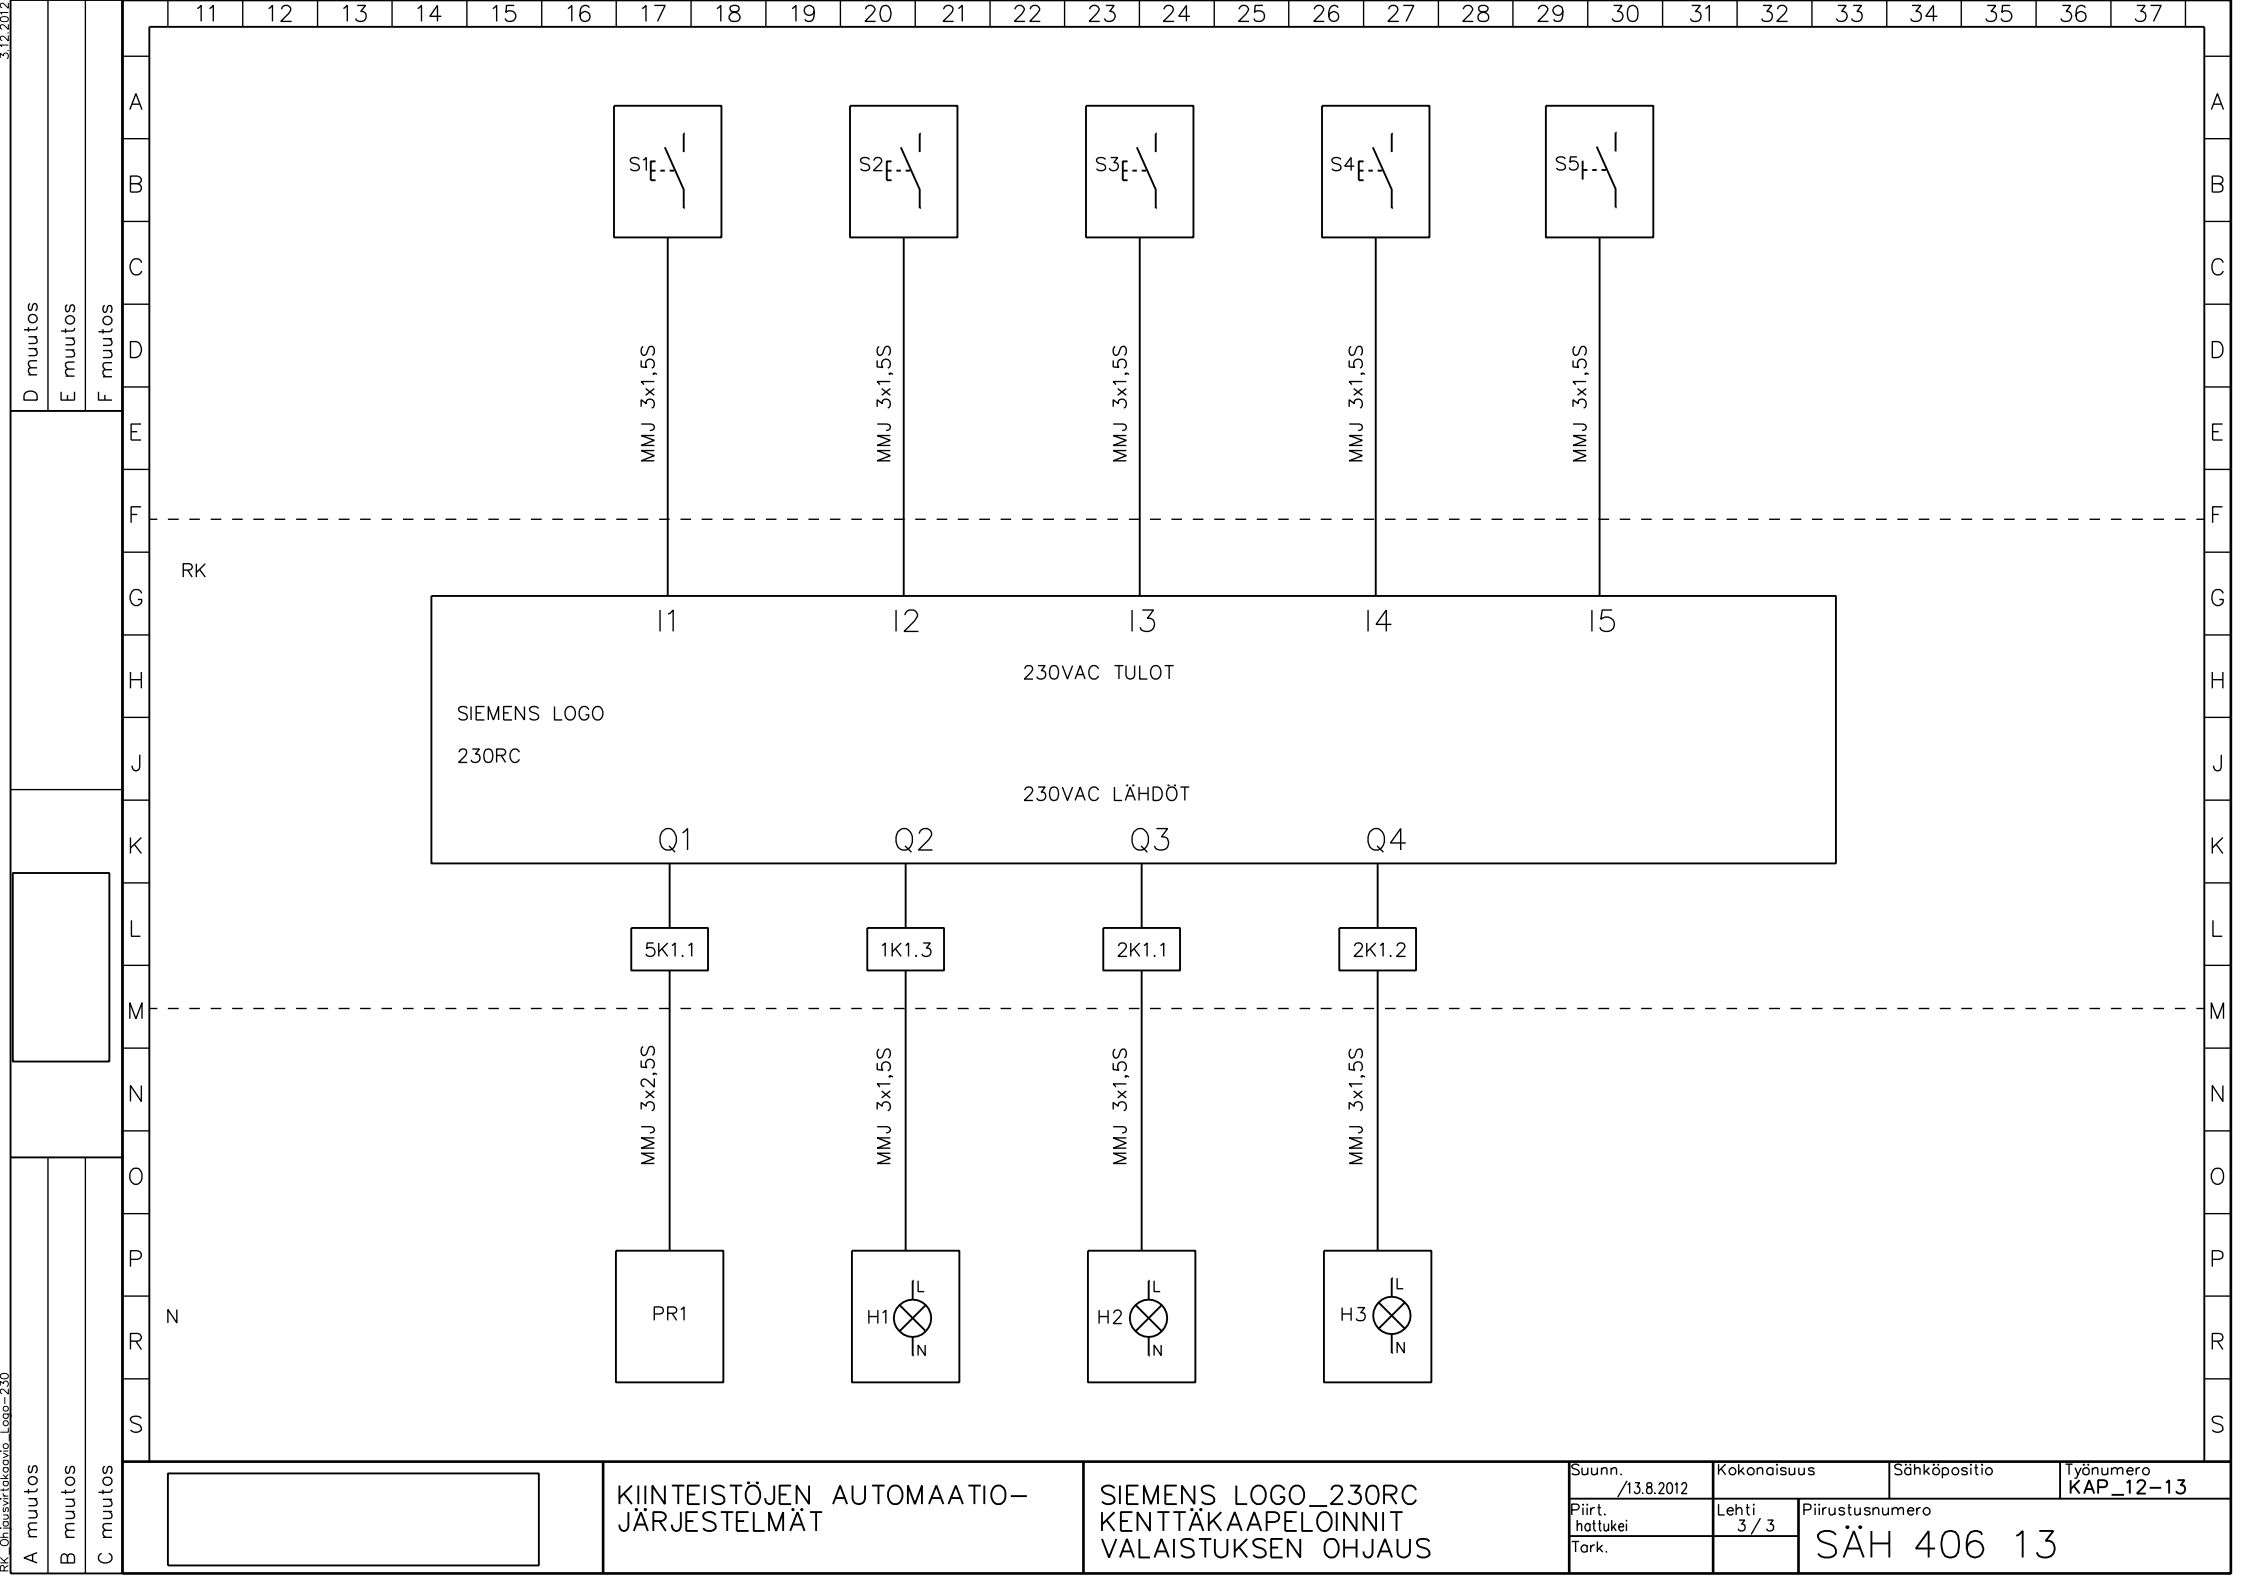 11 12 13 14 15 16 17 18 19 20 21 22 23 24 25 26 27 28 29 30 31 32 33 34 35 36 37
3.12.2012
D muutos
E muutos
F muutos
A A
B B
C C
D D
E E
F F
G G
H H
J J
K K
L L
M M
N N
O O
P P
R R
S S
S1 S2 S3 S4 S5
MMJ 3x1,5S MMJ 3x1,5S MMJ 3x1,5S MMJ 3x1,5S MMJ 3x1,5S
RK
I1 I2 I3 I4 I5
230VAC TULOT
SIEMENS LOGO
230RC
230VAC LÄHDÖT
Q1 Q2 Q3 Q4
5K1.1 1K1.3 2K1.1 2K1.2
MMJ 3x2,5S MMJ 3x1,5S MMJ 3x1,5S MMJ 3x1,5S
N
PR1
H1 L N
H2 L N
H3 L N
A muutos
B muutos
C muutos
RK_Ohjausvirtakaavio_Logo-230
KIINTEISTÖJEN AUTOMAATIO-
JÄRJESTELMÄT
SIEMENS LOGO_230RC
KENTTÄKAAPELOINNIT
VALAISTUKSEN OHJAUS
Suunn.
/13.8.2012
Piirt.
hattukei
Tark.
Kokonaisuus
Lehti
3/3
Sähköpositio
Työnumero
KAP_12-13
Piirustusnumero
SÄH 406 13